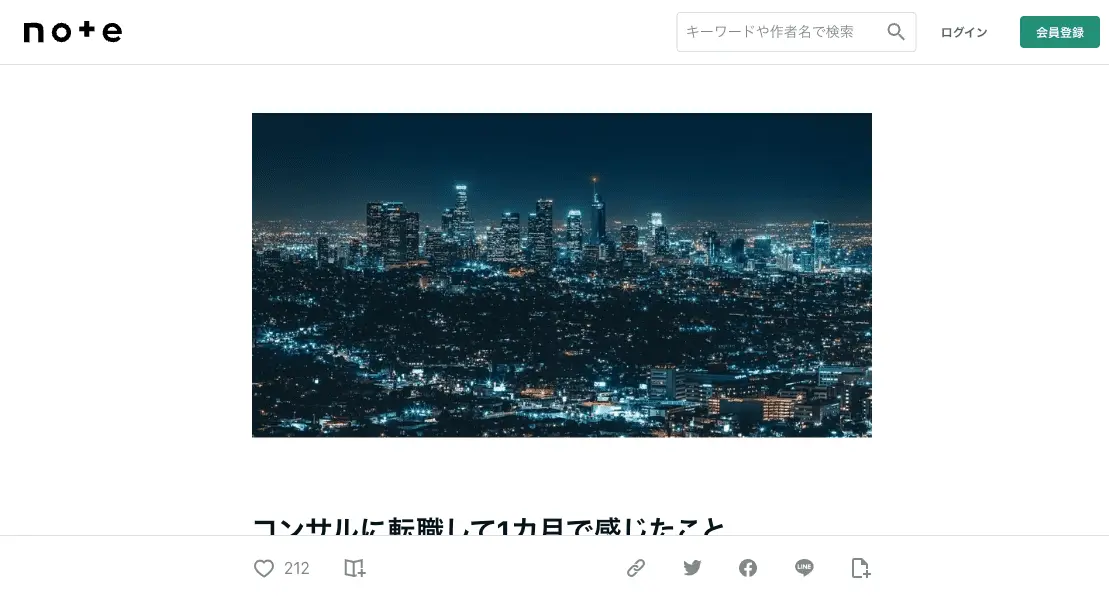 note
キーワードや作者名で検索
ログイン
会員登録
コンサルに転職して1カ月で感じたこと
212
LINE